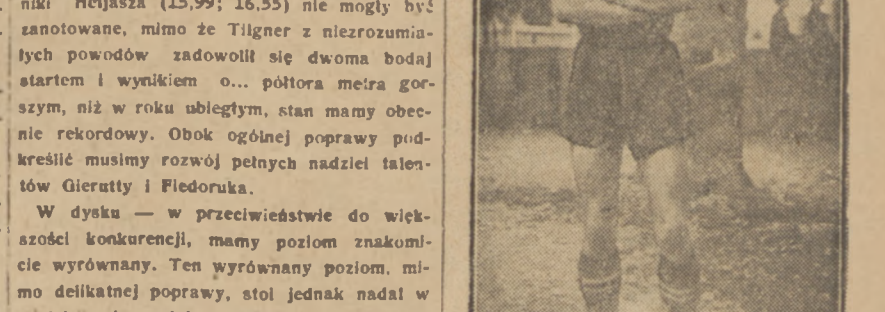 niki Heljasza (15,99; 16,55) nie mogły być
zanotowane, mimo że Tilgner z niezrozumia-
łych powodów zadowolił się dwoma bodaj
startem i wynikiem o... półtora metra gor-
szym, niż w roku ubiegłym, stan mamy obec-
nie rekordowy. Obok ogólnej poprawy pod-
kreślić musimy rozwój pełnych nadziei talen-
tów Gierutty i Fiedoruka.
W dysku — w przeciwieństwie do więk-
szości konkurencji, mamy poziom znakomi-
cie wyrównany. Ten wyrównany poziom, mi-
mo delikatnej poprawy, stoi jednak nadal w